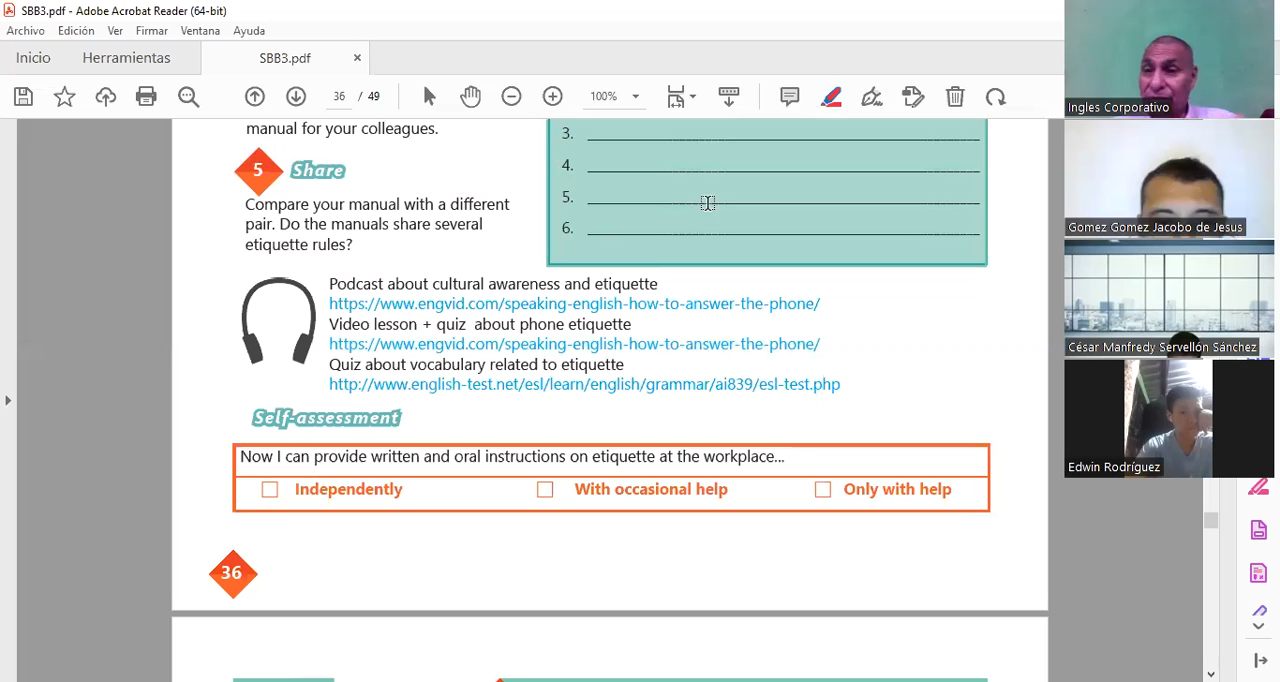 SBB3.pdf - Adobe Acrobat Reader (64-bit)
Archivo Edición Ver Firmar Ventana Ayuda
Inicio Herramientas SBB3.pdf ×
36 / 49 100%
manual for your colleagues.
5 Share
Compare your manual with a different
pair. Do the manuals share several
etiquette rules?
3.
4.
5.
6.
Podcast about cultural awareness and etiquette
https://www.engvid.com/speaking-english-how-to-answer-the-phone/
Video lesson + quiz about phone etiquette
https://www.engvid.com/speaking-english-how-to-answer-the-phone/
Quiz about vocabulary related to etiquette
http://www.english-test.net/esl/learn/english/grammar/ai839/esl-test.php
Self-assessment
Now I can provide written and oral instructions on etiquette at the workplace...
Independently With occasional help Only with help
36
Ingles Corporativo
Gomez Gomez Jacobo de Jesus
César Manfredy Servellón Sánchez
Edwin Rodríguez